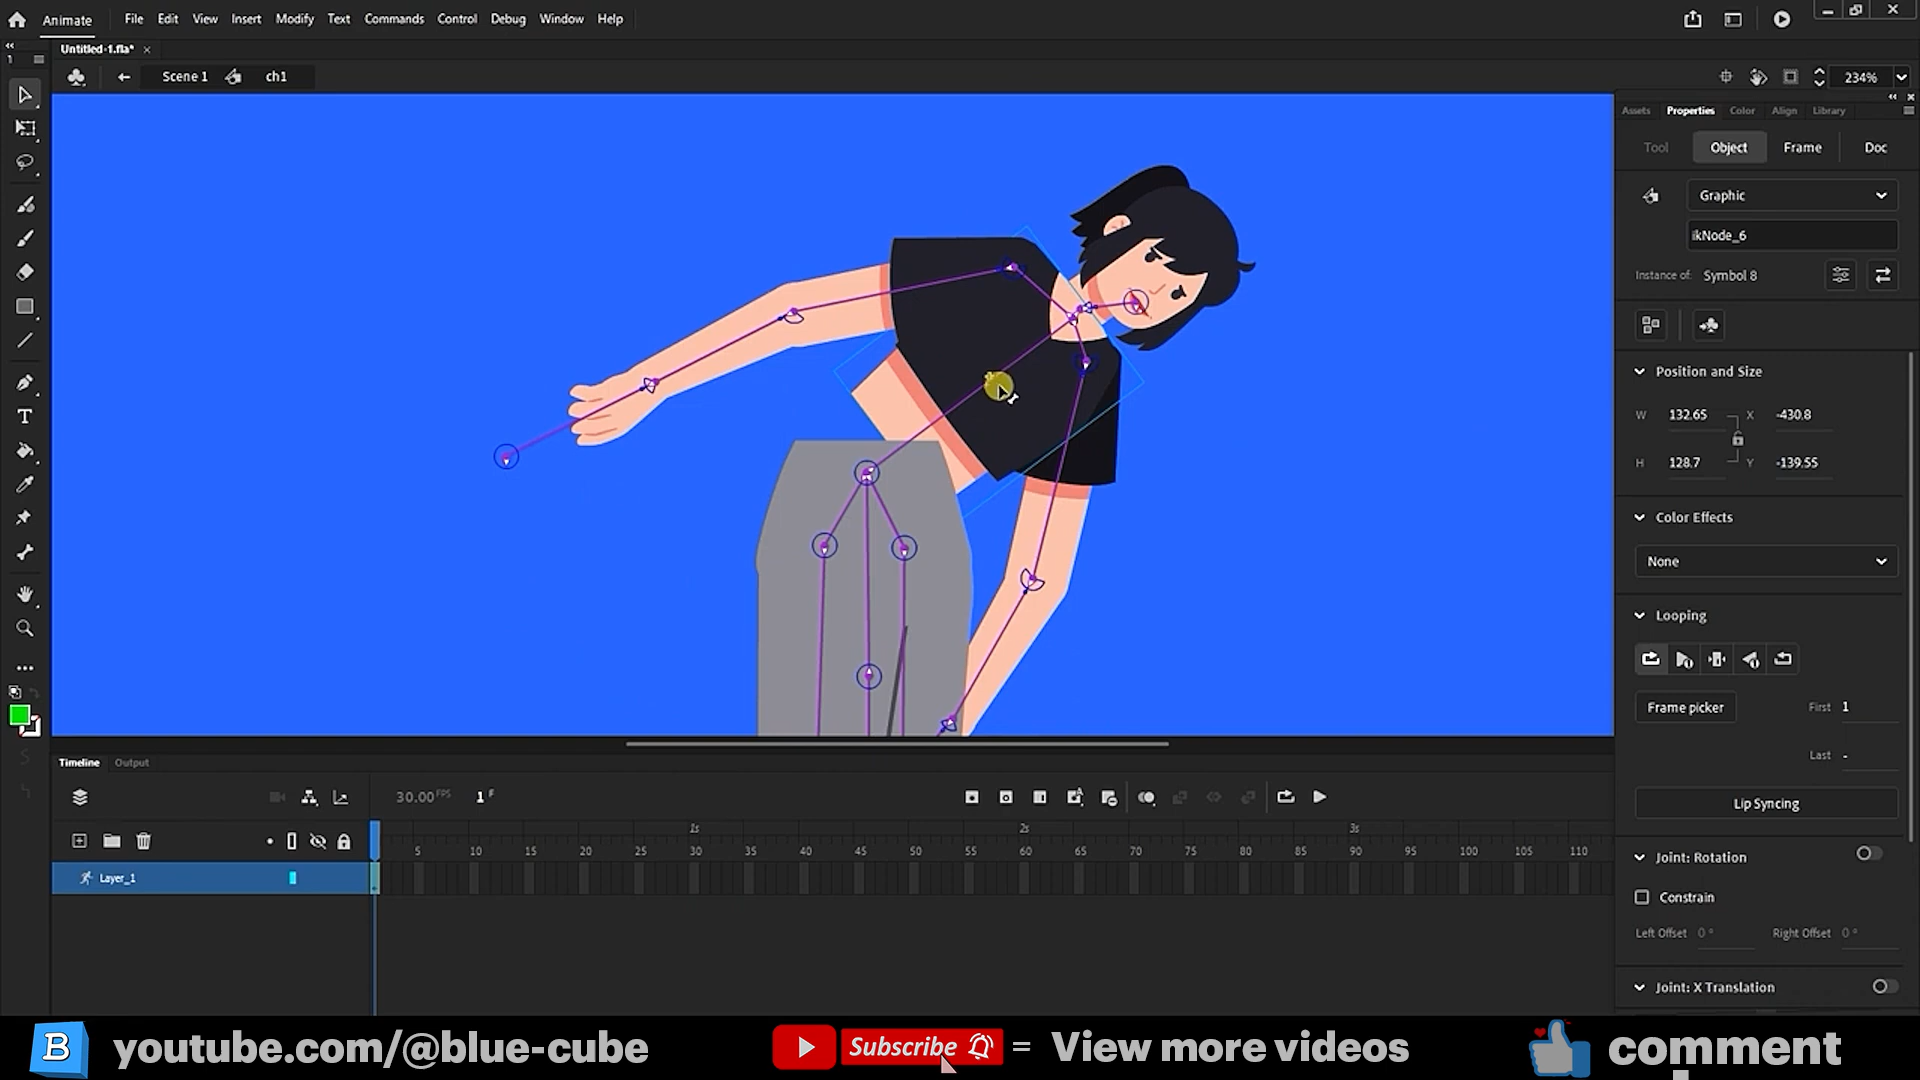 Animate File Edit View Insert Modify Text Commands Control Debug Window Help
Untitled-1.fla* ×
1
Scene 1 ch1 234%
Assets Properties Color Align Library
Tool Object Frame Doc
Graphic
ikNode_6
Instance of: Symbol 8
Position and Size
W 132.65 X -430.8
H 128.7 Y -139.55
Color Effects
None
Looping
Frame picker First 1
Last -
Lip Syncing
Joint: Rotation
Constrain
Left Offset 0° Right Offset 0°
Joint: X Translation
Timeline Output
30.00 FPS 1 F
1s 2s 3s
5 10 15 20 25 30 35 40 45 50 55 60 65 70 75 80 85 90 95 100 105 110
Layer_1
B youtube.com/@blue-cube Subscribe = View more videos comment